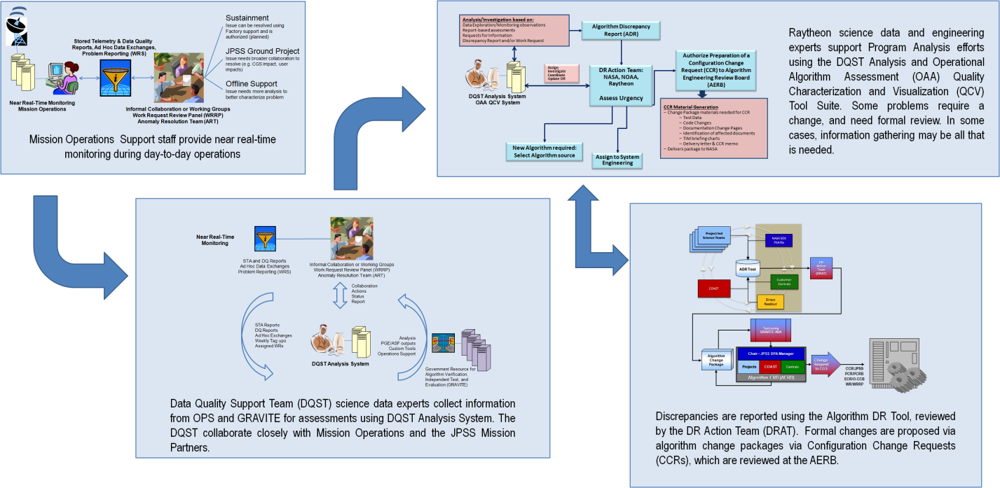 Sustainment
Issue can be resolved using
Factory support and is
authorized (planned)
Stored Telemetry & Data Quality
Reports, Ad Hoc Data Exchanges,
Problem Reporting (WRS)
JPSS Ground Project
Issue needs broader collaboration to
resolve (e.g. CGS impact, user
impacts)
Offline Support
Issue needs more analysis to
better characterize problem
Near Real-Time Monitoring
Mission Operations
Informal Collaboration or Working Groups
Work Request Review Panel (WRRP)
Anomaly Resolution Team (ART)
Mission Operations Support staff provide near real-time
monitoring during day-to-day operations
Analysis/Investigation based on:
Data Exploration/Monitoring observations
Report-based assessments
Requests for Information
Discrepancy Report and/or Work Request
Algorithm Discrepancy
Report (ADR)
Assign
Investigate
Coordinate
Update DR
DQST Analysis System
OAA QCV System
DR Action Team:
NASA, NOAA,
Raytheon
Assess Urgency
Authorize Preparation of a
Configuration Change
Request (CCR) to Algorithm
Engineering Review Board
(AERB)
CCR Material Generation
- Change Package materials needed for CCR
- Test Data
- Code Changes
- Documentation Change Pages
- Identification of affected documents
- TIM briefing charts
- Delivery letter & CCR memo
- Delivers package to NASA
New Algorithm required:
Select Algorithm source
Assign to System
Engineering
Raytheon science data and engineering
experts support Program Analysis efforts
using the DQST Analysis and Operational
Algorithm Assessment (OAA) Quality
Characterization and Visualization (QCV)
Tool Suite. Some problems require a
change, and need formal review. In some
cases, information gathering may be all that
is needed.
Near Real-Time
Monitoring
STA and DQ Reports
Ad Hoc Data Exchanges
Problem Reporting (WRS)
Informal Collaboration or Working Groups
Work Request Review Panel (WRRP)
Anomaly Resolution Team (ART)
Collaboration
Actions
Status
Report
STA Reports
DQ Reports
Ad Hoc Exchanges
Weekly Tag ups
Assigned WRs
DQST Analysis System
Analysis
PGE/ASF outputs
Custom Tools
Operations Support
Government Resource for
Algorithm Verification,
Independent Test, and
Evaluation (GRAVITE)
Data Quality Support Team (DQST) science data experts collect information
from OPS and GRAVITE for assessments using DQST Analysis System. The
DQST collaborate closely with Mission Operations and the JPSS Mission
Partners.
Project led
Science Teams
NASA SDS
PEATEs
ADR Tool
DR
Action
Team
(DRAT)
Customer
Centrals
COAST
Direct
Readout
Test using
GRAVITE-ADA
Algorithm
Change
Package
Chair – JPSS DPA Manager
Projects
COAST
Centrals
Algorithm ERB (AERB)
Change
Request
to CGS
CCR/JPSS
PCR/PCRB
ECR/O-CCB
WR/WRRP
Discrepancies are reported using the Algorithm DR Tool, reviewed
by the DR Action Team (DRAT). Formal changes are proposed via
algorithm change packages via Configuration Change Requests
(CCRs), which are reviewed at the AERB.